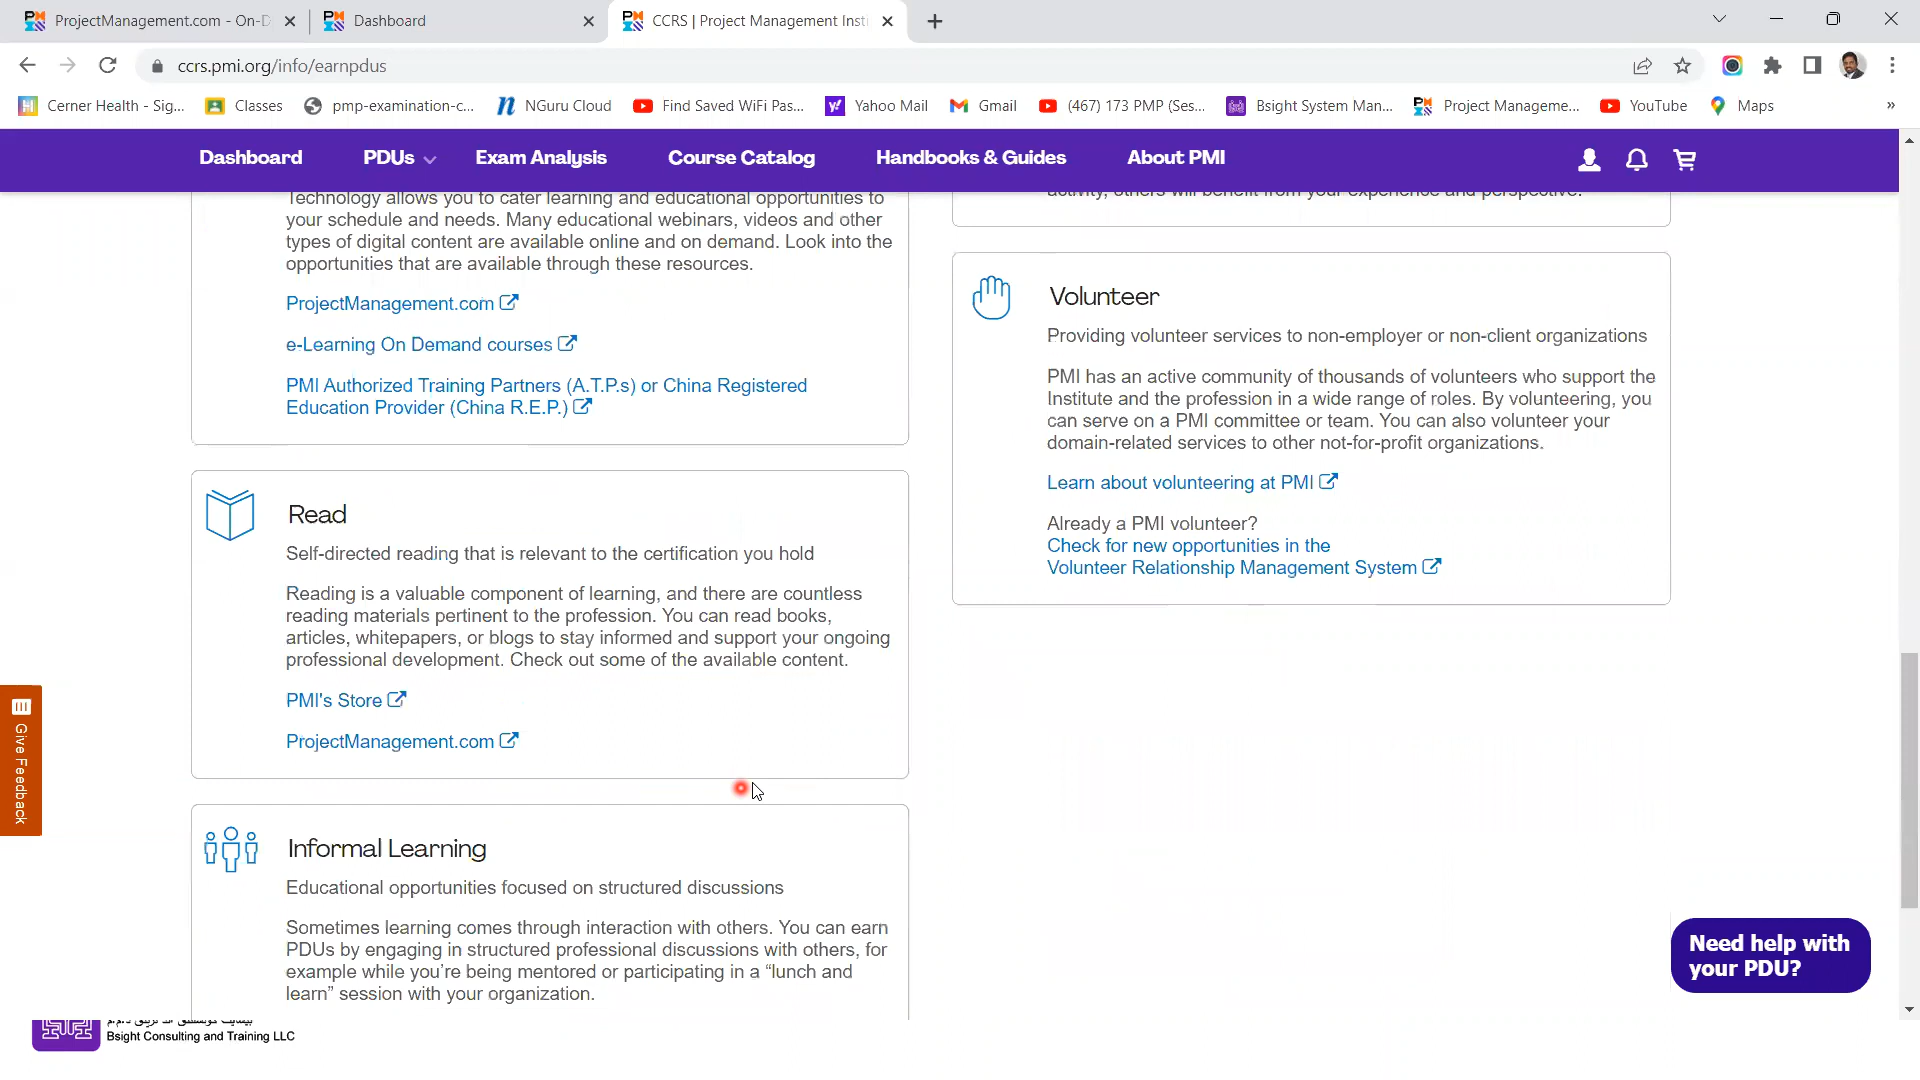 ProjectManagement.com - On-D
Dashboard
CCRS | Project Management Insti
ccrs.pmi.org/info/earnpdus
Cerner Health - Sig...
Classes
pmp-examination-c...
NGuru Cloud
Find Saved WiFi Pas...
Yahoo Mail
Gmail
(467) 173 PMP (Ses...
Bsight System Man...
Project Manageme...
YouTube
Maps
»
Dashboard
PDUs
Exam Analysis
Course Catalog
Handbooks & Guides
About PMI
Technology allows you to cater learning and educational opportunities to
your schedule and needs. Many educational webinars, videos and other
types of digital content are available online and on demand. Look into the
opportunities that are available through these resources.
ProjectManagement.com
e-Learning On Demand courses
PMI Authorized Training Partners (A.T.P.s) or China Registered
Education Provider (China R.E.P.)
Read
Self-directed reading that is relevant to the certification you hold
Reading is a valuable component of learning, and there are countless
reading materials pertinent to the profession. You can read books,
articles, whitepapers, or blogs to stay informed and support your ongoing
professional development. Check out some of the available content.
PMI's Store
ProjectManagement.com
Informal Learning
Educational opportunities focused on structured discussions
Sometimes learning comes through interaction with others. You can earn
PDUs by engaging in structured professional discussions with others, for
example while you're being mentored or participating in a “lunch and
learn” session with your organization.
activity, others will benefit from your experience and perspective.
Volunteer
Providing volunteer services to non-employer or non-client organizations
PMI has an active community of thousands of volunteers who support the
Institute and the profession in a wide range of roles. By volunteering, you
can serve on a PMI committee or team. You can also volunteer your
domain-related services to other not-for-profit organizations.
Learn about volunteering at PMI
Already a PMI volunteer?
Check for new opportunities in the
Volunteer Relationship Management System
Give Feedback
Need help with
your PDU?
Bsight Consulting and Training LLC